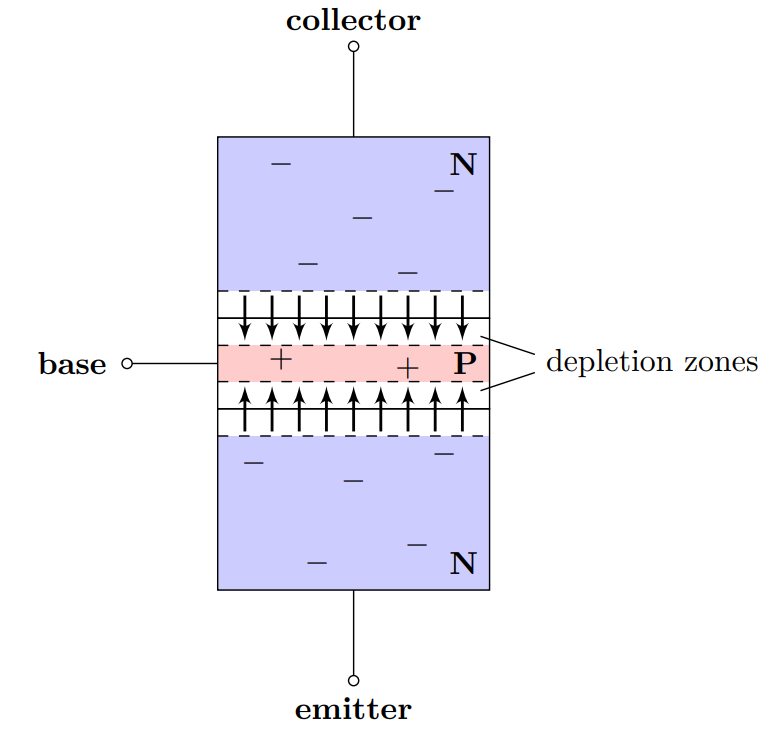 collector
N
base
P
depletion zones
N
emitter